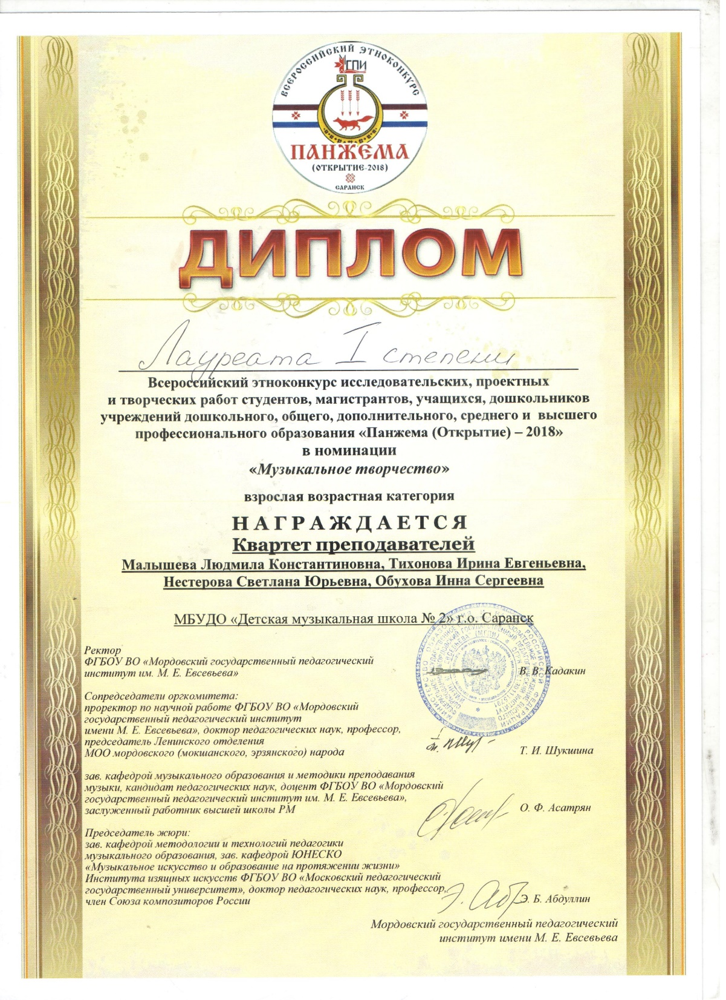 ВСЕРОССИЙСКИЙ ЭТНОКОНКУРС
МГПИ
ПАНЖЕМА
(ОТКРЫТИЕ-2018)
САРАНСК
ДИПЛОМ
Лауреата I степени
Всероссийский этноконкурс исследовательских, проектных
и творческих работ студентов, магистрантов, учащихся, дошкольников
учреждений дошкольного, общего, дополнительного, среднего и высшего
профессионального образования «Панжема (Открытие) – 2018»
в номинации
«Музыкальное творчество»
взрослая возрастная категория
НАГРАЖДАЕТСЯ
Квартет преподавателей
Малышева Людмила Константиновна, Тихонова Ирина Евгеньевна,
Нестерова Светлана Юрьевна, Обухова Инна Сергеевна
МБУДО «Детская музыкальная школа № 2» г.о. Саранск
Ректор
ФГБОУ ВО «Мордовский государственный педагогический
институт им. М. Е. Евсевьева»
В. В. Кадакин
Сопредседатели оргкомитета:
проректор по научной работе ФГБОУ ВО «Мордовский
государственный педагогический институт
имени М. Е. Евсевьева», доктор педагогических наук, профессор,
председатель Ленинского отделения
МОО мордовского (мокшанского, эрзянского) народа
Т. И. Шукшина
зав. кафедрой музыкального образования и методики преподавания
музыки, кандидат педагогических наук, доцент ФГБОУ ВО «Мордовский
государственный педагогический институт им. М. Е. Евсевьева»,
заслуженный работник высшей школы РМ
О. Ф. Асатрян
Председатель жюри:
зав. кафедрой методологии и технологий педагогики
музыкального образования, зав. кафедрой ЮНЕСКО
«Музыкальное искусство и образование на протяжении жизни»
Института изящных искусств ФГБОУ ВО «Московский педагогический
государственный университет», доктор педагогических наук, профессор,
член Союза композиторов России
Э. Б. Абдуллин
Мордовский государственный педагогический
институт имени М. Е. Евсевьева